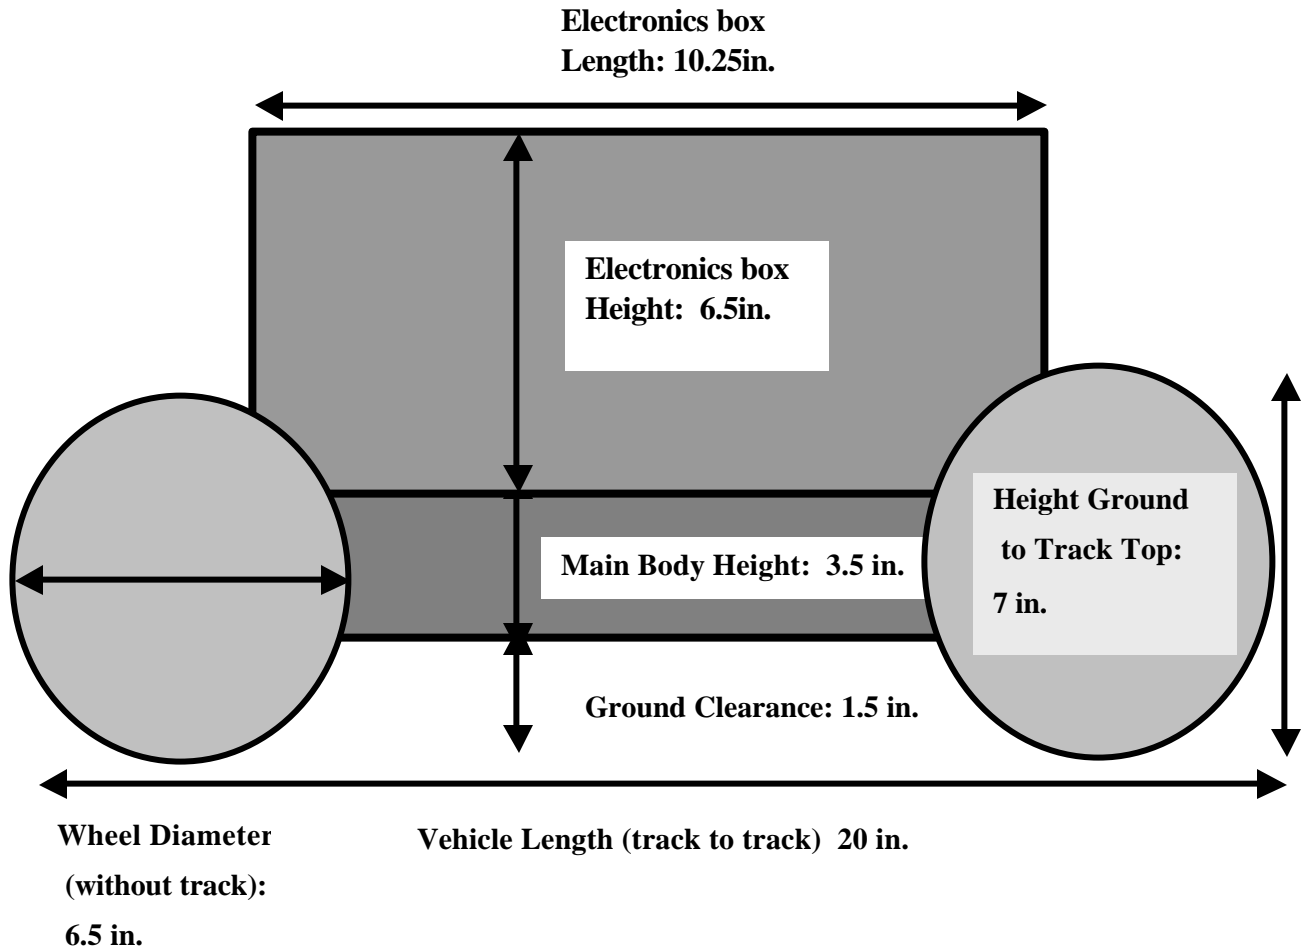 Electronics box
Length: 10.25in.
Electronics box
Height:  6.5in.
Height Ground
to Track Top:
7 in.
Main Body Height:  3.5 in.
Ground Clearance: 1.5 in.
Wheel Diameter
(without track):
6.5 in.
Vehicle Length (track to track)  20 in.